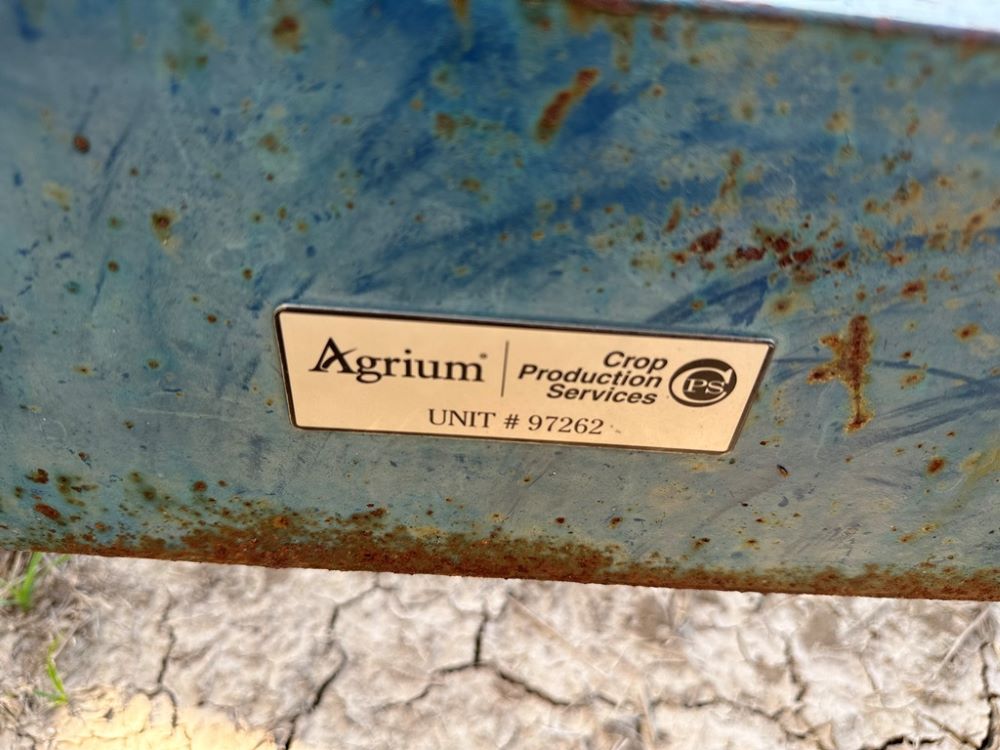 Agrium®
Crop
Production
Services
CPS
UNIT # 97262